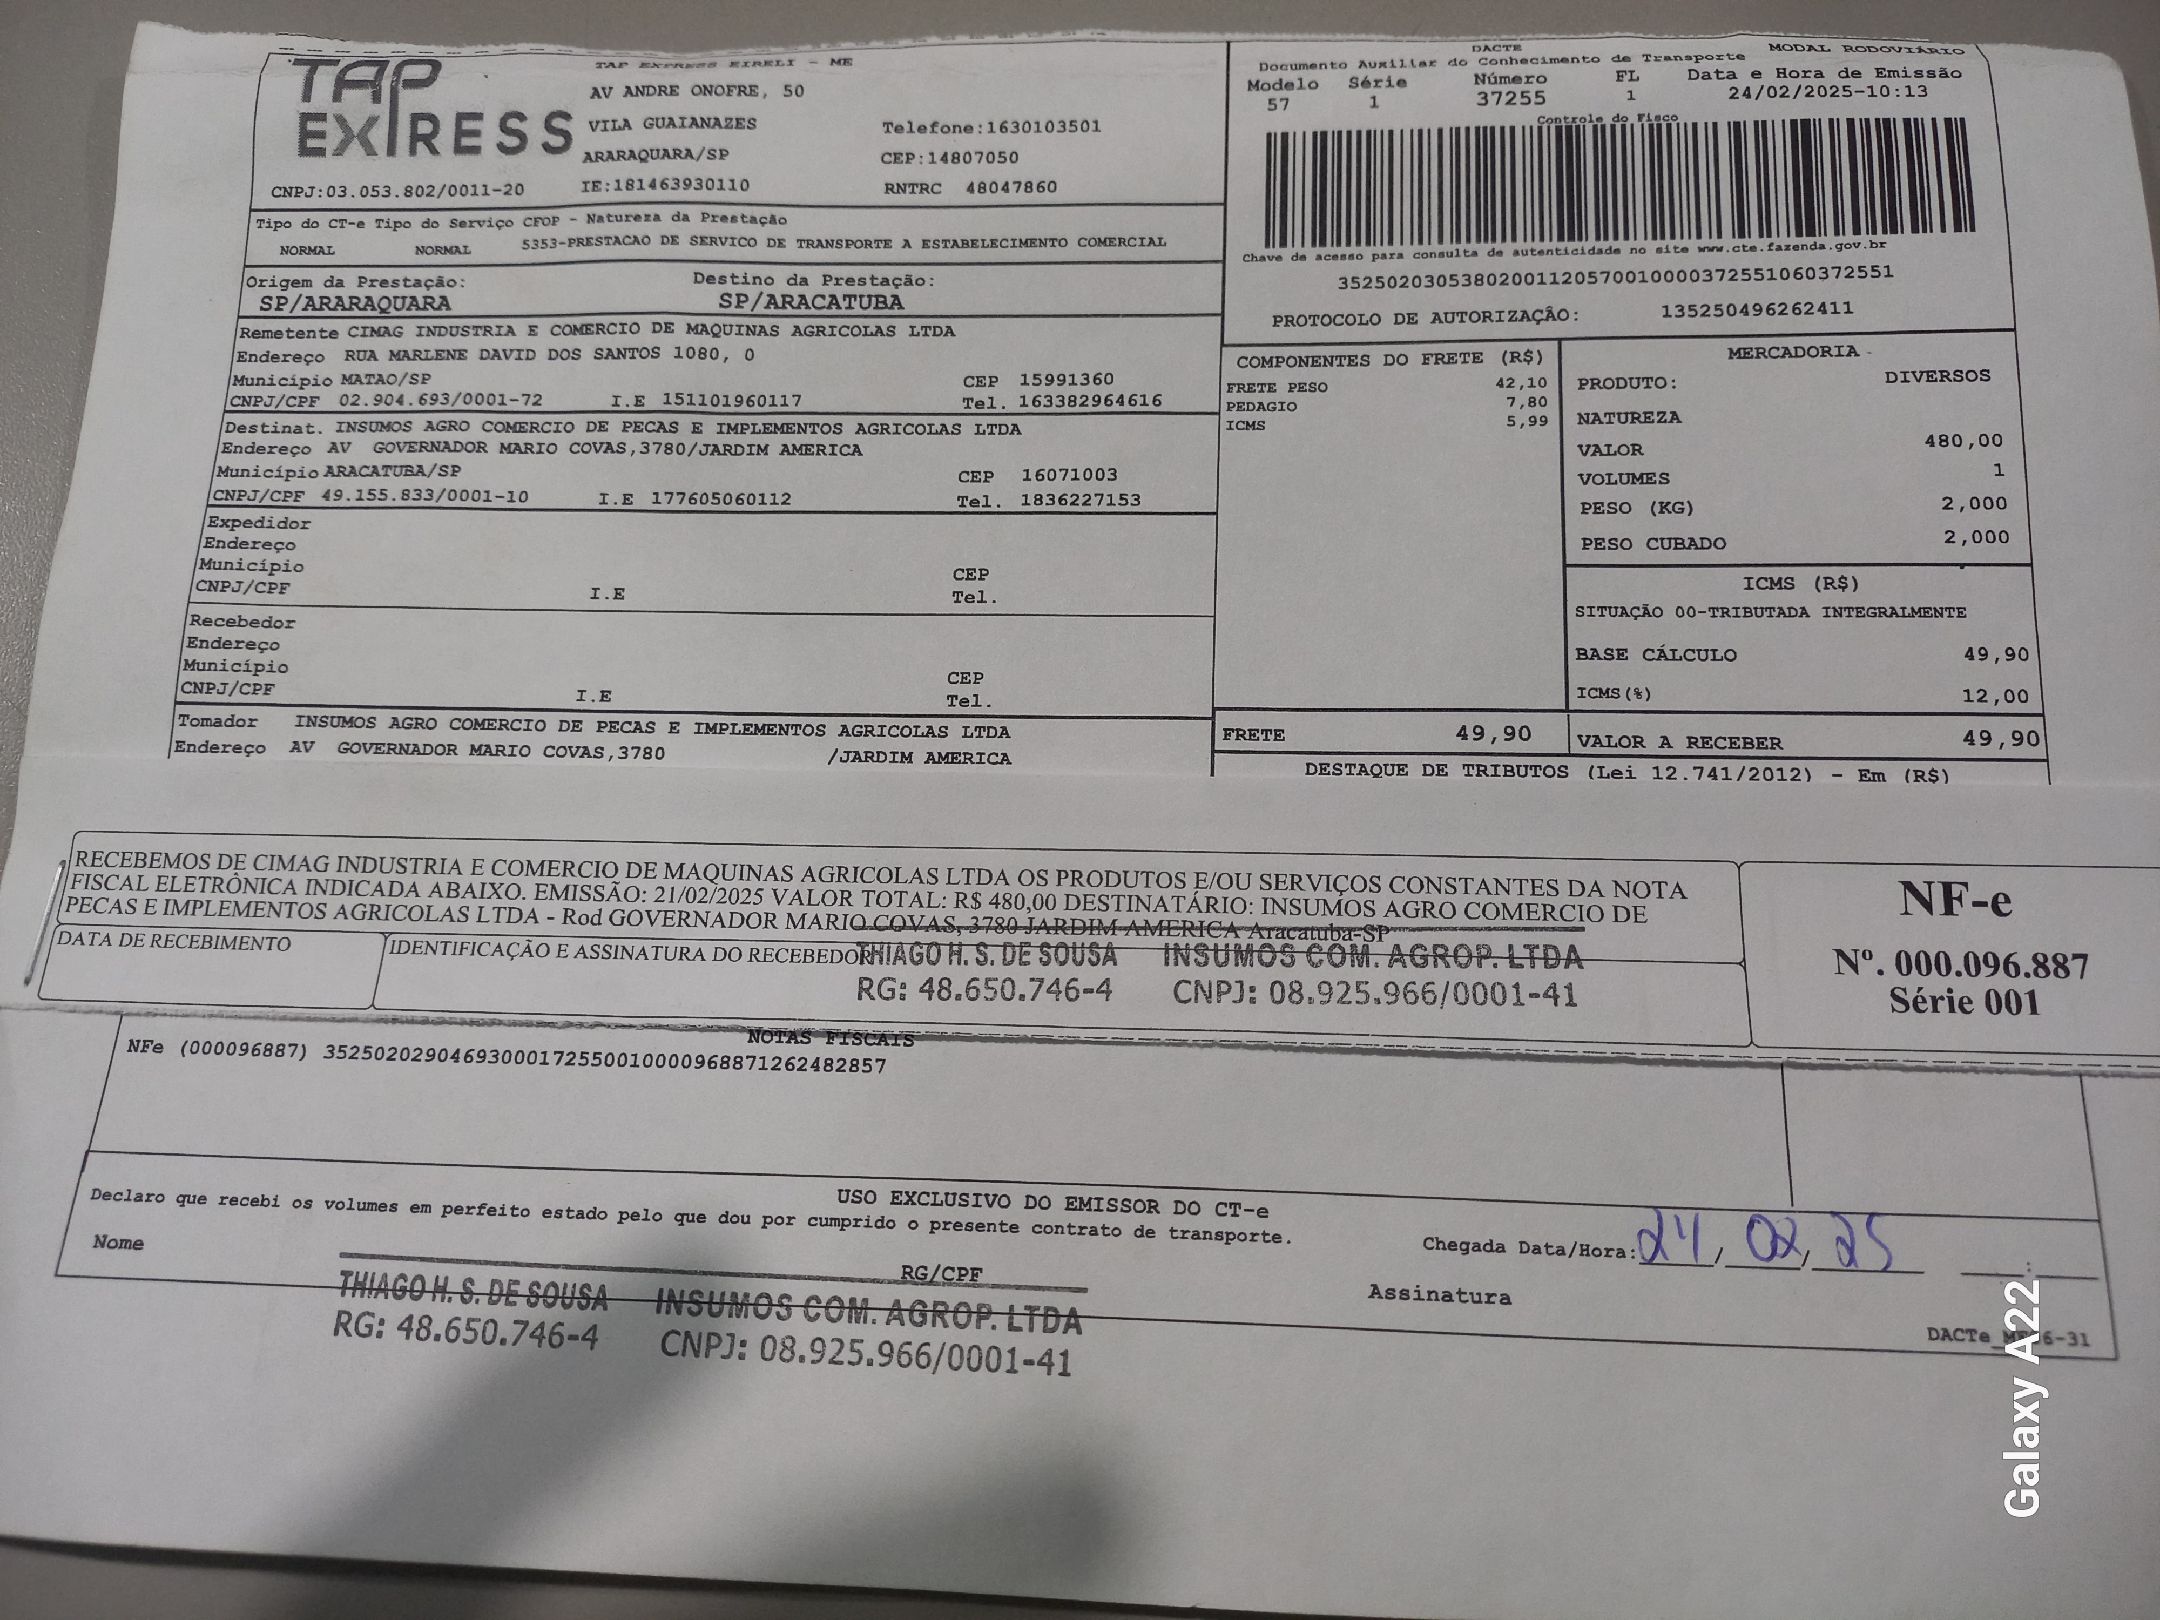 TAP EXPRESS
TAP EXPRESS EIRELI - ME
AV ANDRE ONOFRE, 50
VILA GUAIANAZES
Telefone:1630103501
ARARAQUARA/SP
CEP:14807050
CNPJ:03.053.802/0011-20
IE:181463930110
RNTRC 48047860
Tipo do CT-e Tipo do Serviço CFOP - Natureza da Prestação
NORMAL NORMAL 5353-PRESTACAO DE SERVICO DE TRANSPORTE A ESTABELECIMENTO COMERCIAL
Origem da Prestação: Destino da Prestação:
SP/ARARAQUARA SP/ARACATUBA
Remetente CIMAG INDUSTRIA E COMERCIO DE MAQUINAS AGRICOLAS LTDA
Endereço RUA MARLENE DAVID DOS SANTOS 1080, 0
Município MATAO/SP CEP 15991360
CNPJ/CPF 02.904.693/0001-72 I.E 151101960117 Tel. 163382964616
Destinat. INSUMOS AGRO COMERCIO DE PECAS E IMPLEMENTOS AGRICOLAS LTDA
Endereço AV GOVERNADOR MARIO COVAS,3780/JARDIM AMERICA
Município ARACATUBA/SP CEP 16071003
CNPJ/CPF 49.155.833/0001-10 I.E 177605060112 Tel. 1836227153
Expedidor
Endereço
Município CEP
CNPJ/CPF I.E Tel.
Recebedor
Endereço
Município CEP
CNPJ/CPF I.E Tel.
Tomador INSUMOS AGRO COMERCIO DE PECAS E IMPLEMENTOS AGRICOLAS LTDA
Endereço AV GOVERNADOR MARIO COVAS,3780 /JARDIM AMERICA
DACTE MODAL RODOVIÁRIO
Documento Auxiliar do Conhecimento de Transporte
Modelo Série Número FL Data e Hora de Emissão
57 1 37255 1 24/02/2025-10:13
Controle do Fisco
Chave de acesso para consulta de autenticidade no site www.cte.fazenda.gov.br
35250203053802001120570010000372551060372551
PROTOCOLO DE AUTORIZAÇÃO: 135250496262411
COMPONENTES DO FRETE (R$)
FRETE PESO 42,10
PEDAGIO 7,80
ICMS 5,99
FRETE 49,90
MERCADORIA -
PRODUTO: DIVERSOS
NATUREZA
VALOR 480,00
VOLUMES 1
PESO (KG) 2,000
PESO CUBADO 2,000
ICMS (R$)
SITUAÇÃO 00-TRIBUTADA INTEGRALMENTE
BASE CÁLCULO 49,90
ICMS(%) 12,00
VALOR A RECEBER 49,90
DESTAQUE DE TRIBUTOS (Lei 12.741/2012) - Em (R$)
RECEBEMOS DE CIMAG INDUSTRIA E COMERCIO DE MAQUINAS AGRICOLAS LTDA OS PRODUTOS E/OU SERVIÇOS CONSTANTES DA NOTA
FISCAL ELETRÔNICA INDICADA ABAIXO. EMISSÃO: 21/02/2025 VALOR TOTAL: R$ 480,00 DESTINATÁRIO: INSUMOS AGRO COMERCIO DE
PECAS E IMPLEMENTOS AGRICOLAS LTDA - Rod GOVERNADOR MARIO COVAS, 3780 JARDIM AMERICA Aracatuba-SP
DATA DE RECEBIMENTO
IDENTIFICAÇÃO E ASSINATURA DO RECEBEDOR
THIAGO H. S. DE SOUSA INSUMOS COM. AGROP. LTDA
RG: 48.650.746-4 CNPJ: 08.925.966/0001-41
NF-e
Nº. 000.096.887
Série 001
NOTAS FISCAIS
NFe (000096887) 35250202904693000172550010000968871262482857
USO EXCLUSIVO DO EMISSOR DO CT-e
Declaro que recebi os volumes em perfeito estado pelo que dou por cumprido o presente contrato de transporte.
Nome RG/CPF
Chegada Data/Hora: 24/02/25 :
Assinatura
THIAGO H. S. DE SOUSA INSUMOS COM. AGROP. LTDA
RG: 48.650.746-4 CNPJ: 08.925.966/0001-41
Galaxy A22